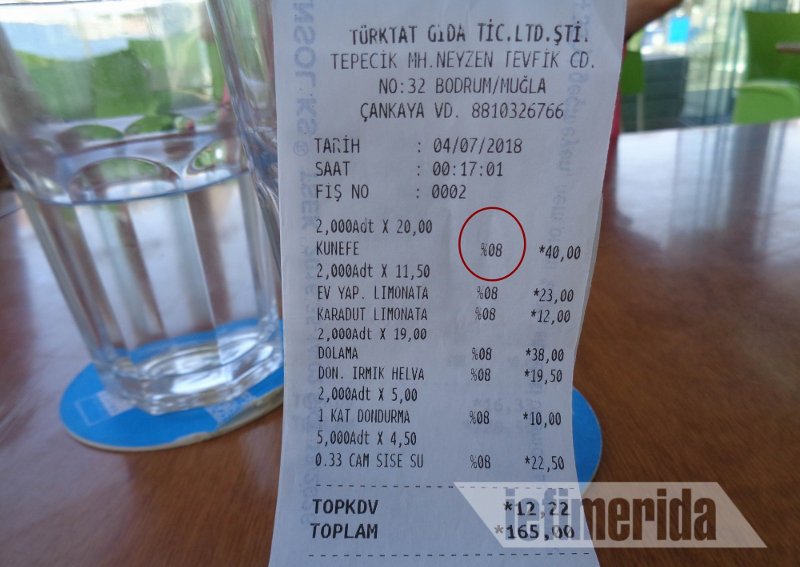 TÜRKTAT GIDA TİC.LTD.ŞTİ.
TEPECİK MH.NEYZEN TEVFİK CD.
NO:32 BODRUM/MUĞLA
ÇANKAYA VD. 8810326766
TARİH : 04/07/2018
SAAT : 00:17:01
FİŞ NO : 0002
2,000Adt X 20,00
KUNEFE %08 *40,00
2,000Adt X 11,50
EV YAP. LIMONATA %08 *23,00
KARADUT LIMONATA %08 *12,00
2,000Adt X 19,00
DOLAMA %08 *38,00
DON. IRMIK HELVA %08 *19,50
2,000Adt X 5,00
1 KAT DONDURMA %08 *10,00
5,000Adt X 4,50
0.33 CAM SISE SU %08 *22,50
TOPKDV *12,22
TOPLAM *165,00
iefimerida